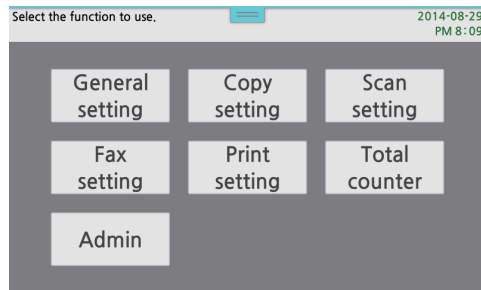 Select the function to use.
2014-08-29
PM 8:09
General setting
Copy setting
Scan setting
Fax setting
Print setting
Total counter
Admin